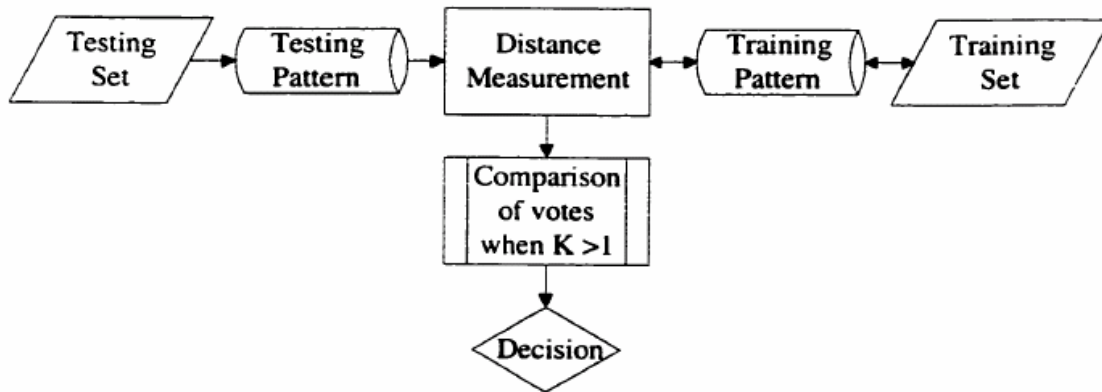 Testing
Set
Testing
Pattern
Distance
Measurement
Training
Pattern
Training
Set
Comparison
of votes
when K >1
Decision